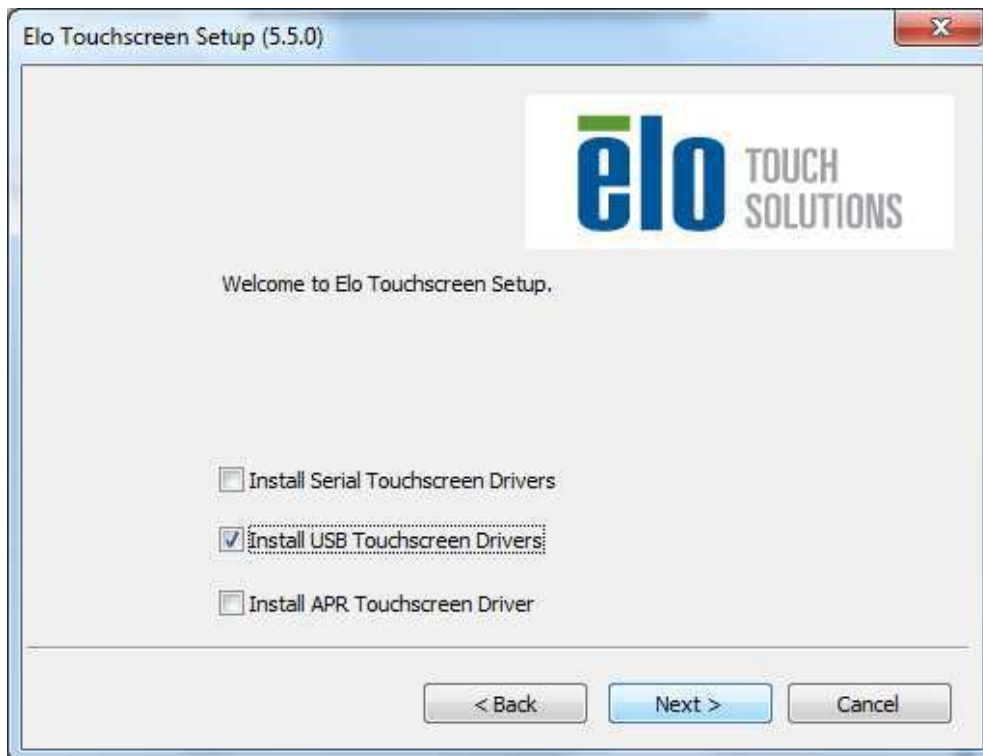 Elo Touchscreen Setup (5.5.0)
ēlo TOUCH
SOLUTIONS
Welcome to Elo Touchscreen Setup.
Install Serial Touchscreen Drivers
Install USB Touchscreen Drivers
Install APR Touchscreen Driver
< Back Next > Cancel